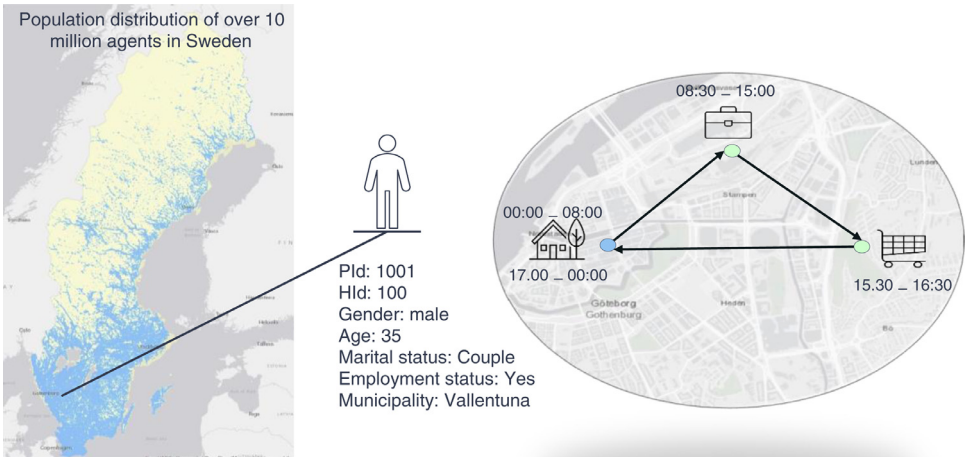 Population distribution of over 10
million agents in Sweden
PId: 1001
HId: 100
Gender: male
Age: 35
Marital status: Couple
Employment status: Yes
Municipality: Vallentuna
08:30 – 15:00
Lunden
Stampen
00:00 – 08:00
17.00 – 00:00
15.30 – 16:30
Göteborg
Gothenburg
Heden